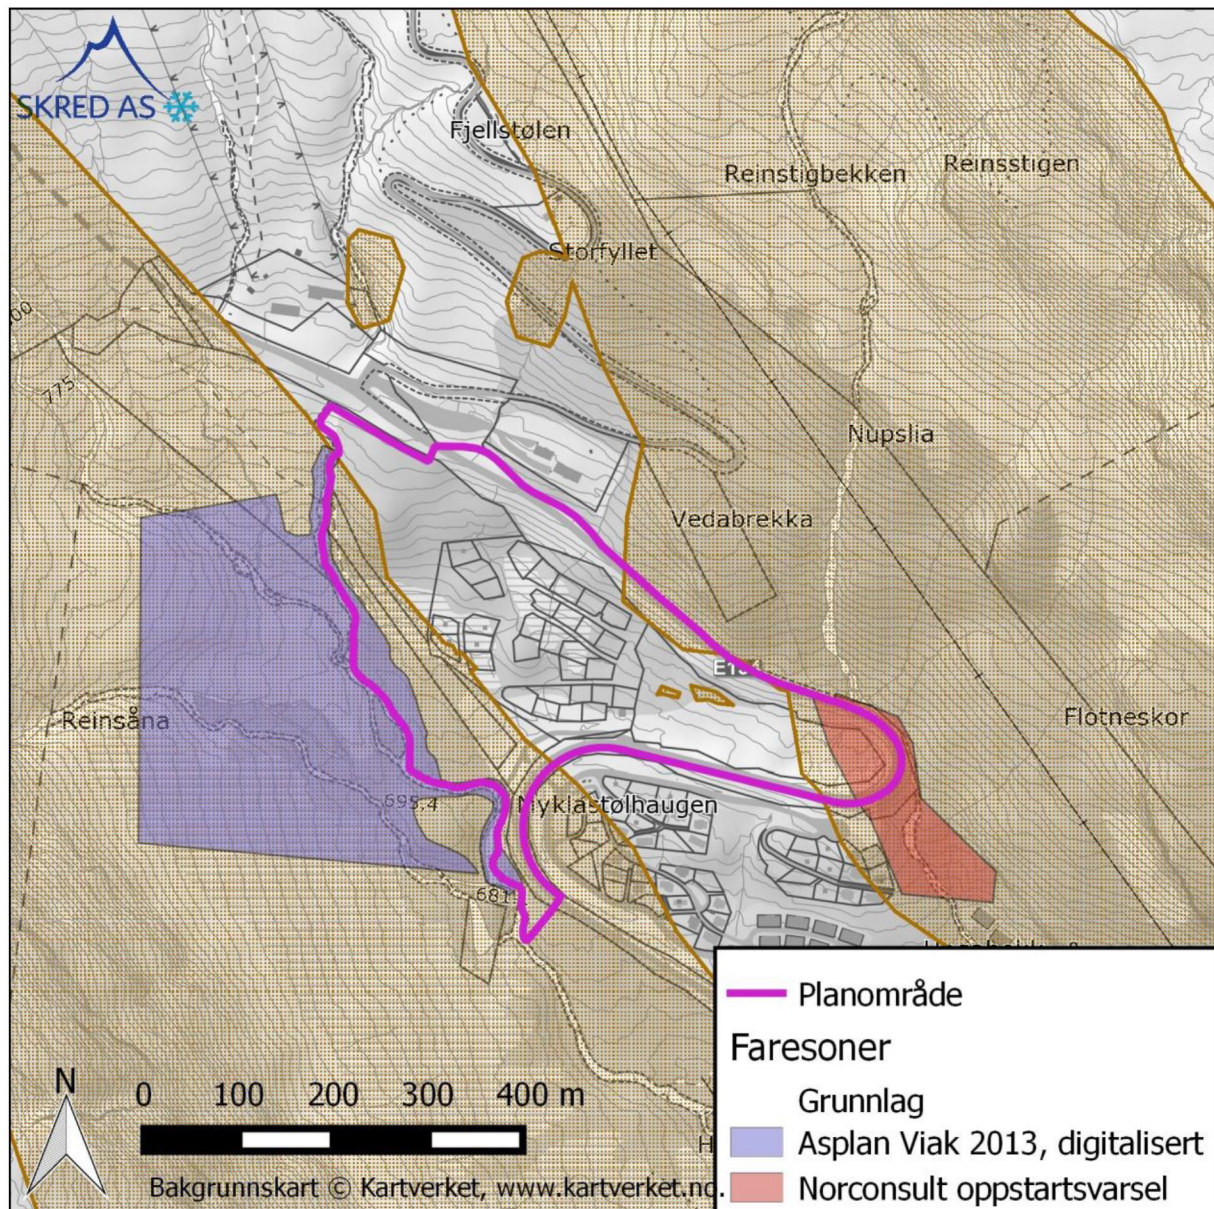 SKRED AS
Fjellstølen
Reinstigbekken
Reinsstigen
Storfyllet
775
Nupslia
Vedabrekka
Reinsåna
Flotneskor
695,4
Myklastølhaugen
681
Planområde
Faresoner
Grunnlag
Asplan Viak 2013, digitalisert
Norconsult oppstartsvarsel
N
0 100 200 300 400 m
Bakgrunnskart © Kartverket, www.kartverket.no.